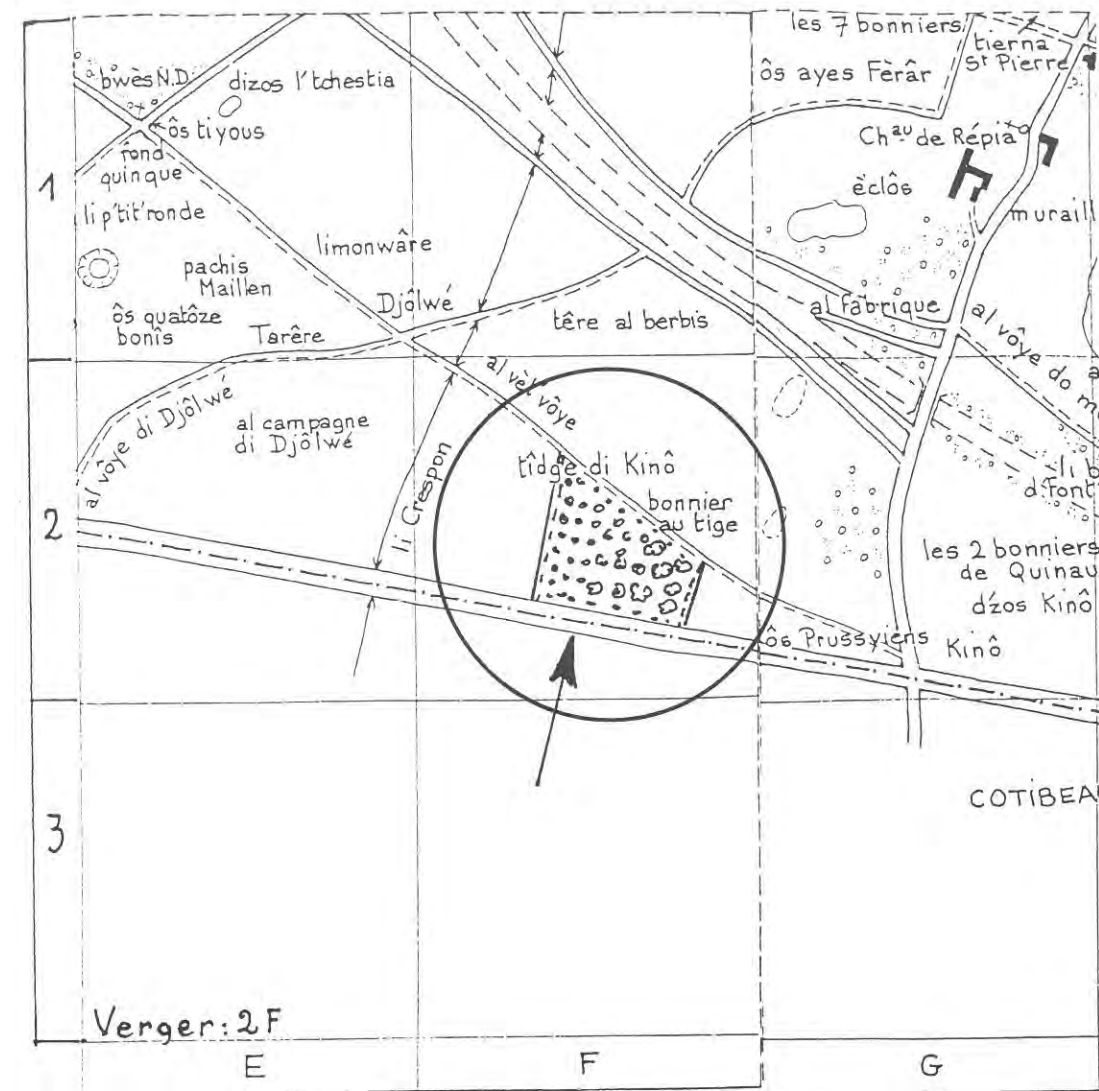 les 7 bonniers
tierna
St Pierre
bwès N.D.
dizos l'tchestia
ôs ayes Fèrâr
ôs tiyous
Chau de Répia
rond
quinque
1
èclôs
li p'tit'ronde
muraill
limonwâre
pachis
Maillen
Djôlwé
al fabrique
ôs quatôze
bonîs
Tarêre
têre al berbis
al vôye do m
al vèt vôye
al vôye di Djôlwé
al campagne
di Djôlwé
tîdge di Kinô
li b
d'Font
li Crespon
bonnier
au tige
2
les 2 bonniers
de Quinau
dzos Kinô
ôs Prussyiens
Kinô
COTIBEA
3
Verger: 2F
E
F
G